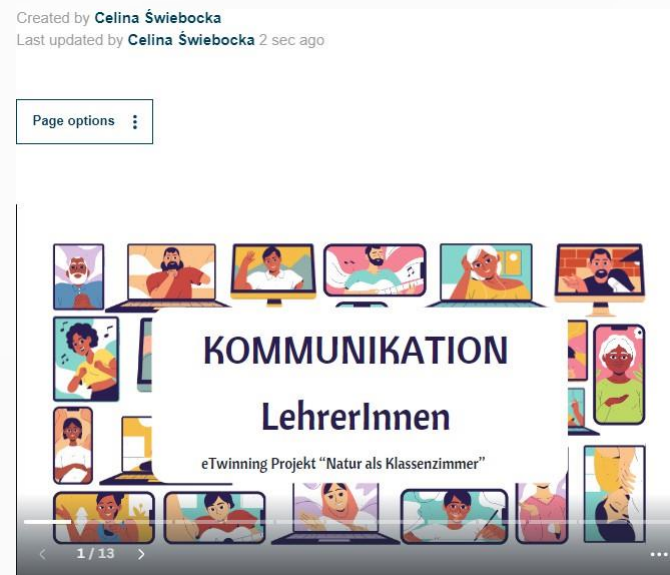 Created by Celina Świebocka
Last updated by Celina Świebocka 2 sec ago
Page options
KOMMUNIKATION
LehrerInnen
eTwinning Projekt “Natur als Klassenzimmer”
1 / 13